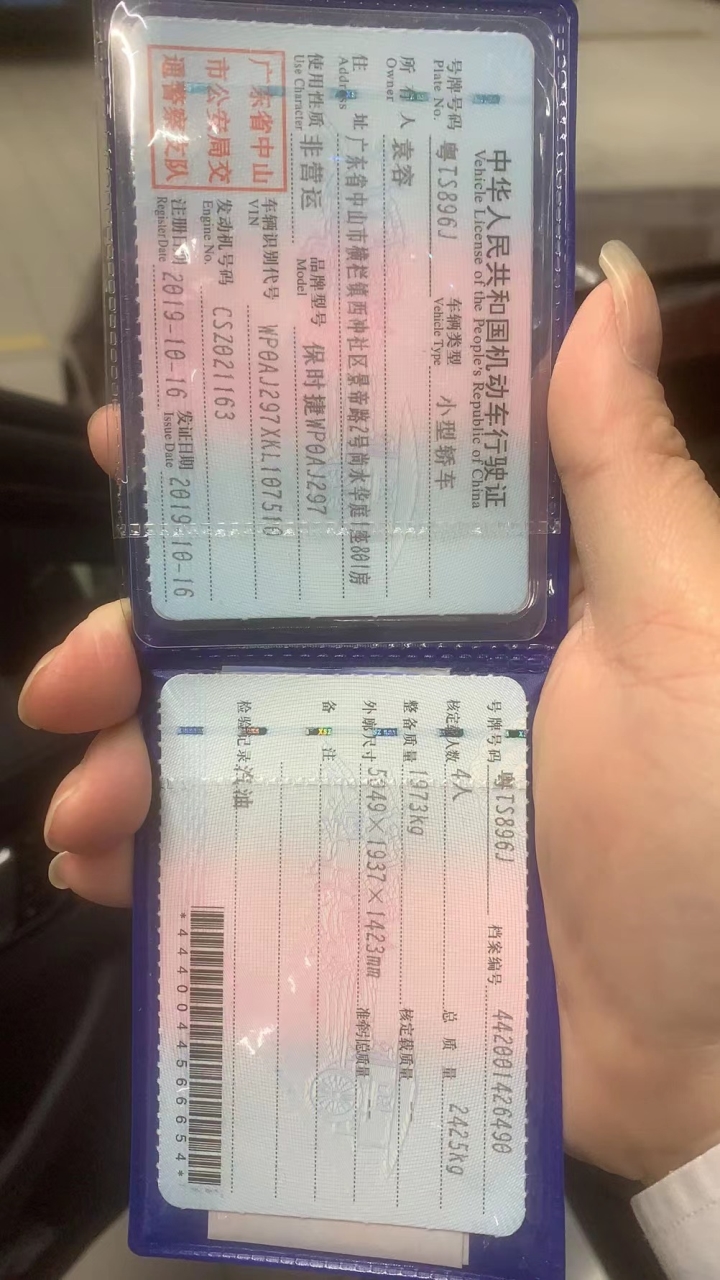 中华人民共和国机动车行驶证
Vehicle License of the People's Republic of China
号牌号码 粤TS896J 车辆类型 小型轿车
Plate No. Vehicle Type
所有人 袁容
Owner
住址 广东省中山市横栏镇西冲社区景帝路2号尚水华庭1座801房
Address
使用性质 非营运 品牌型号 保时捷WP0AJ297
Use Character Model
广东省中山
市公安局交
通警察支队
车辆识别代号 WP0AJ297XKL107510
VIN
发动机号码 CSZ021163
Engine No.
注册日期 2019-10-16 发证日期 2019-10-16
Register Date Issue Date
号牌号码 粤TS896J 档案编号 442001426490
核定载人数 4人 总质量 2425kg
整备质量 1973kg 核定载质量
外廓尺寸 5049×1937×1423mm 准牵引总质量 --
备注
检验记录 汽油
*4440044566654*